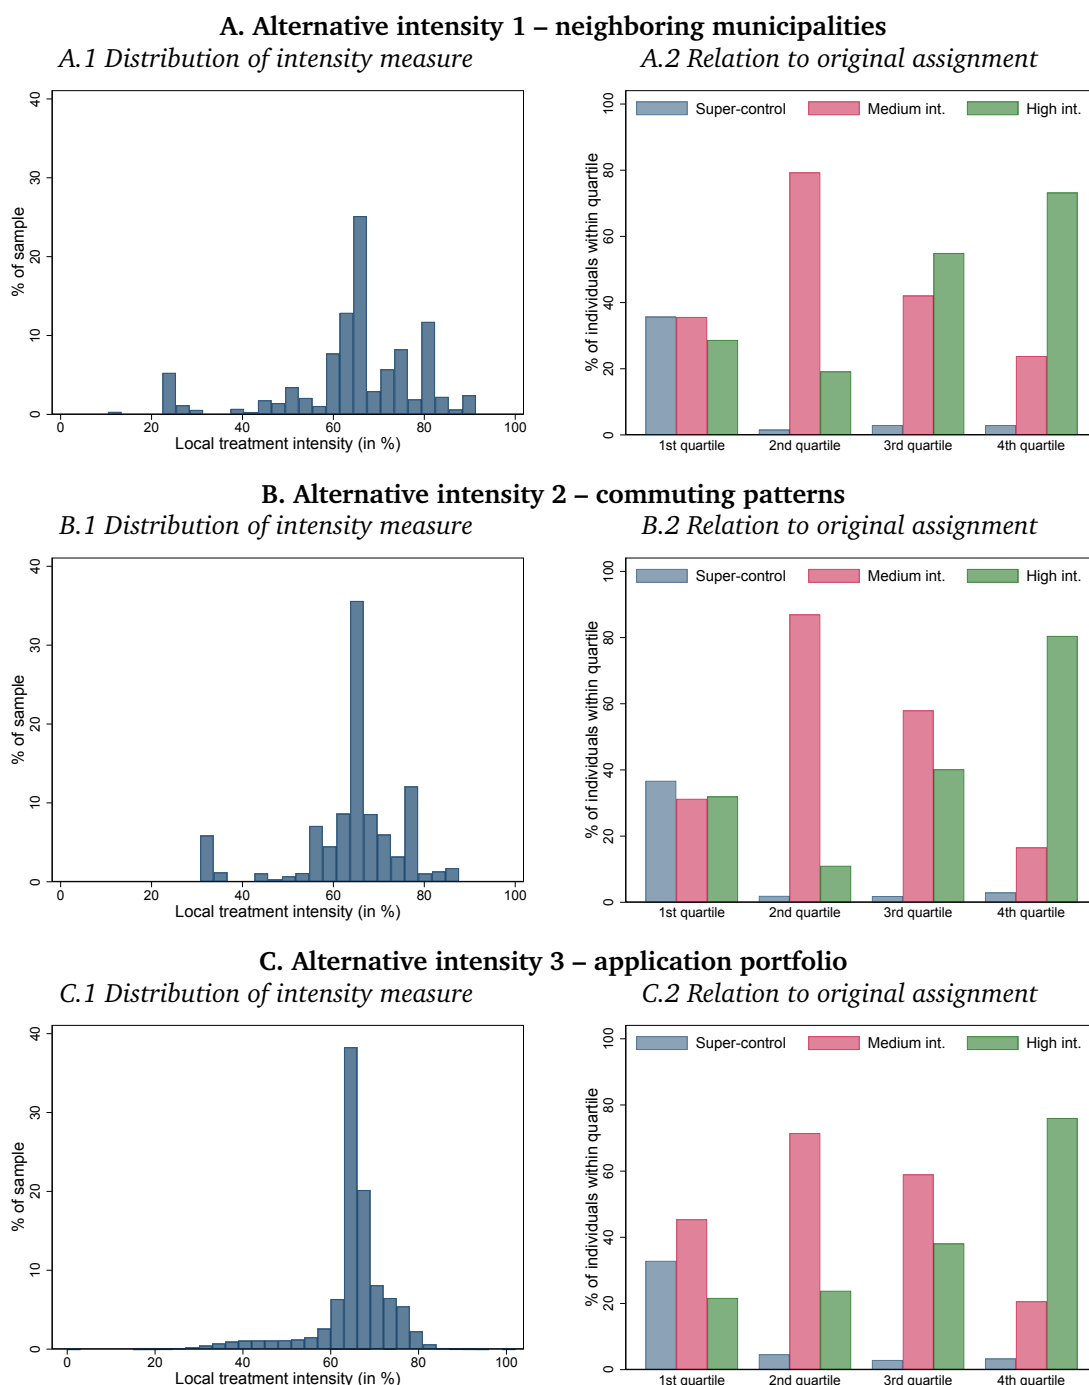 A. Alternative intensity 1 – neighboring municipalities
A.1 Distribution of intensity measure
% of sample
40
30
20
10
0
0 20 40 60 80 100
Local treatment intensity (in %)
A.2 Relation to original assignment
% of individuals within quartile
100
80
60
40
20
0
Super-control Medium int. High int.
1st quartile 2nd quartile 3rd quartile 4th quartile
B. Alternative intensity 2 – commuting patterns
B.1 Distribution of intensity measure
% of sample
40
30
20
10
0
0 20 40 60 80 100
Local treatment intensity (in %)
B.2 Relation to original assignment
% of individuals within quartile
100
80
60
40
20
0
Super-control Medium int. High int.
1st quartile 2nd quartile 3rd quartile 4th quartile
C. Alternative intensity 3 – application portfolio
C.1 Distribution of intensity measure
% of sample
40
30
20
10
0
0 20 40 60 80 100
Local treatment intensity (in %)
C.2 Relation to original assignment
% of individuals within quartile
100
80
60
40
20
0
Super-control Medium int. High int.
1st quartile 2nd quartile 3rd quartile 4th quartile